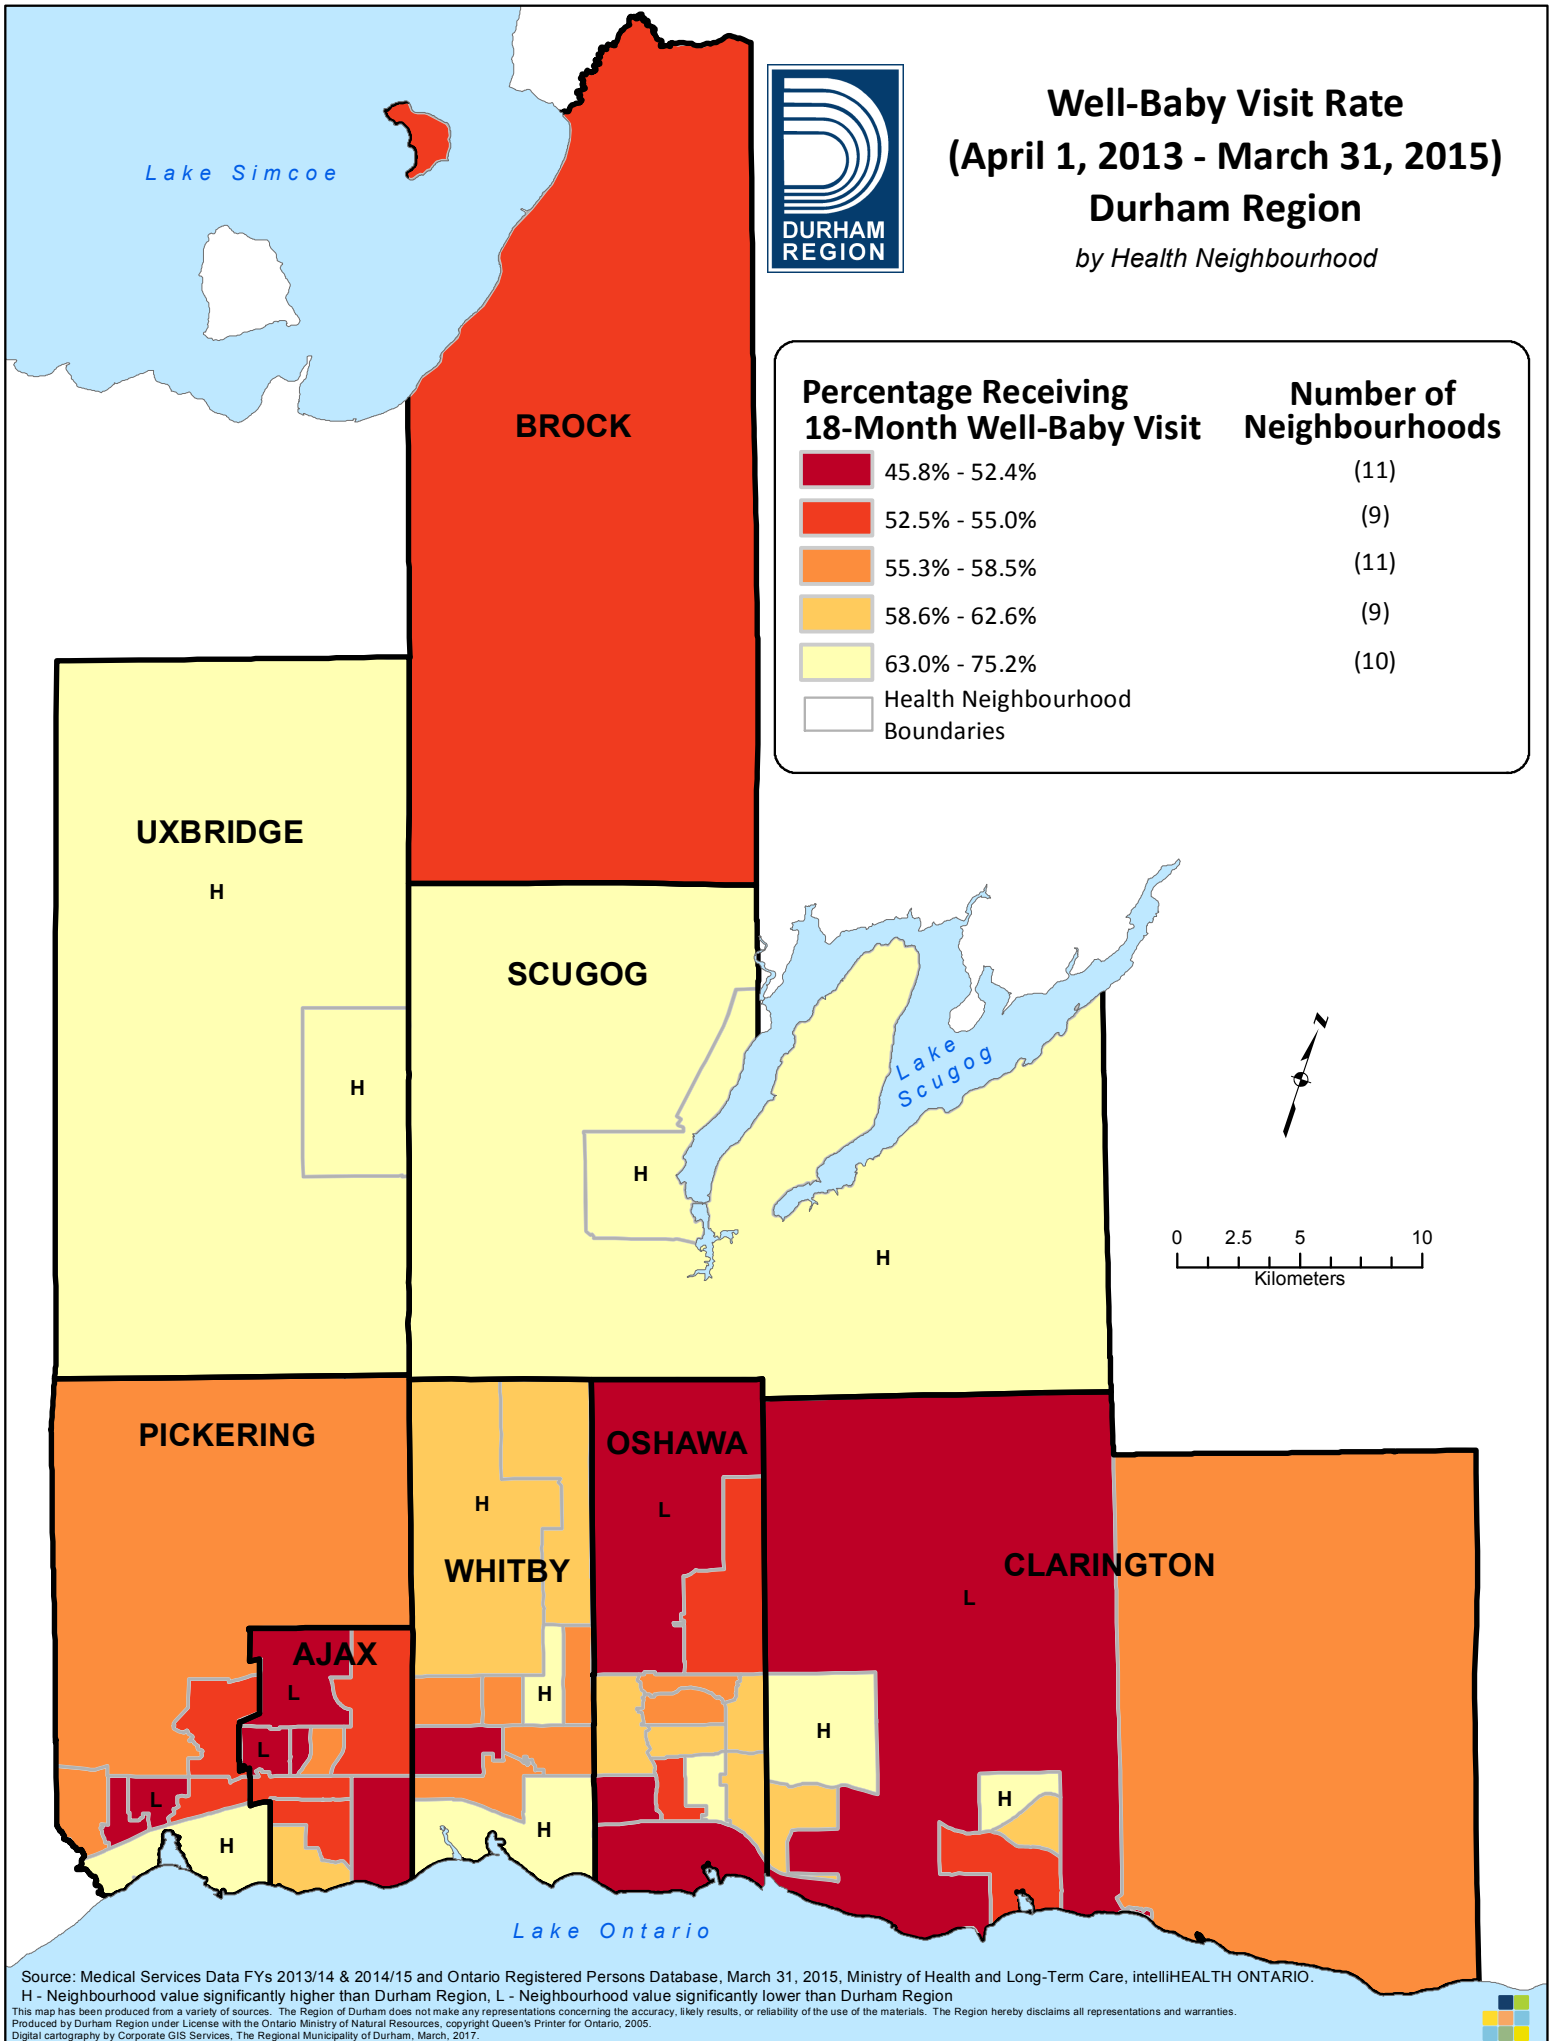 Well-Baby Visit Rate
(April 1, 2013 - March 31, 2015)
Durham Region
by Health Neighbourhood
DURHAM
REGION
Lake Simcoe
Percentage Receiving
18-Month Well-Baby Visit
Number of
Neighbourhoods
45.8% - 52.4% (11)
52.5% - 55.0% (9)
55.3% - 58.5% (11)
58.6% - 62.6% (9)
63.0% - 75.2% (10)
Health Neighbourhood
Boundaries
BROCK
UXBRIDGE
H
SCUGOG
Lake
Scugog
N
H
H
H
0 2.5 5 10
Kilometers
PICKERING
OSHAWA
H
L
WHITBY
CLARINGTON
L
AJAX
L
H
H
L
L
H
H
H
Lake Ontario
Source: Medical Services Data FYs 2013/14 & 2014/15 and Ontario Registered Persons Database, March 31, 2015, Ministry of Health and Long-Term Care, intelliHEALTH ONTARIO.
H - Neighbourhood value significantly higher than Durham Region, L - Neighbourhood value significantly lower than Durham Region
This map has been produced from a variety of sources. The Region of Durham does not make any representations concerning the accuracy, likely results, or reliability of the use of the materials. The Region hereby disclaims all representations and warranties.
Produced by Durham Region under License with the Ontario Ministry of Natural Resources, copyright Queen's Printer for Ontario, 2005.
Digital cartography by Corporate GIS Services, The Regional Municipality of Durham, March, 2017.